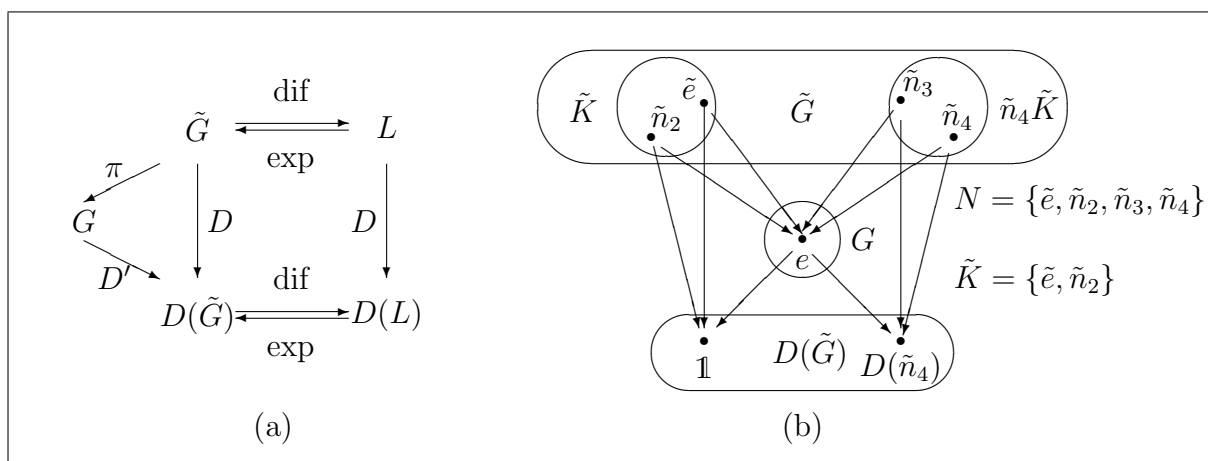 dif
G̃ L
exp
π
G D D
D′
dif
D(G̃) D(L)
exp
(a)
K̃ ẽ G̃ ñ₃ ñ₄K̃
ñ₂ ñ₄
N = {ẽ, ñ₂, ñ₃, ñ₄}
G
e
K̃ = {ẽ, ñ₂}
D(G̃)
𝟙 D(ñ₄)
(b)